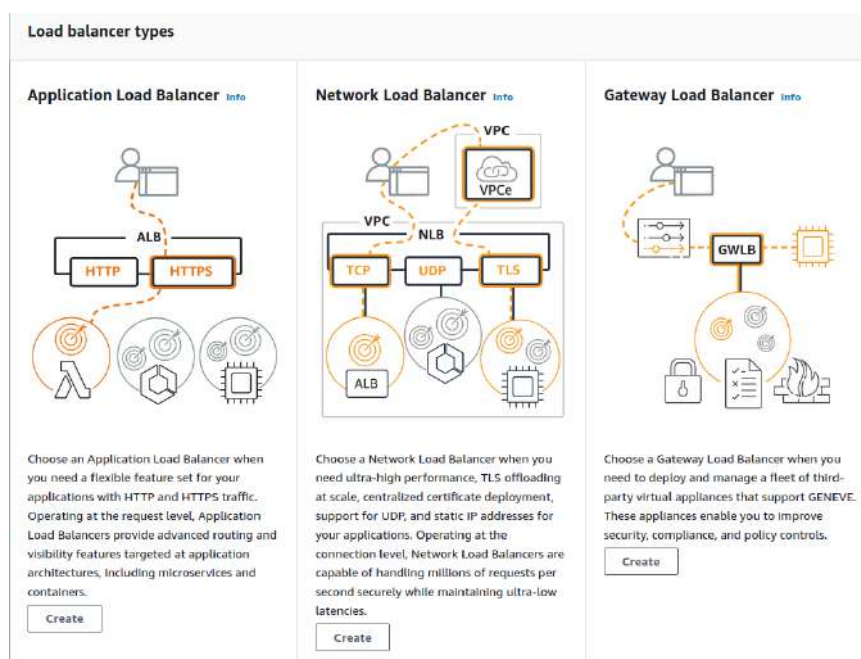 Load balancer types
Application Load Balancer Info
ALB
HTTP
HTTPS
Choose an Application Load Balancer when
you need a flexible feature set for your
applications with HTTP and HTTPS traffic.
Operating at the request level, Application
Load Balancers provide advanced routing and
visibility features targeted at application
architectures, including microservices and
containers.
Create
Network Load Balancer Info
VPC
VPCe
VPC
NLB
TCP
UDP
TLS
ALB
Choose a Network Load Balancer when you
need ultra-high performance, TLS offloading
at scale, centralized certificate deployment,
support for UDP, and static IP addresses for
your applications. Operating at the
connection level, Network Load Balancers are
capable of handling millions of requests per
second securely while maintaining ultra-low
latencies.
Create
Gateway Load Balancer Info
GWLB
Choose a Gateway Load Balancer when you
need to deploy and manage a fleet of third-
party virtual appliances that support GENEVE.
These appliances enable you to improve
security, compliance, and policy controls.
Create